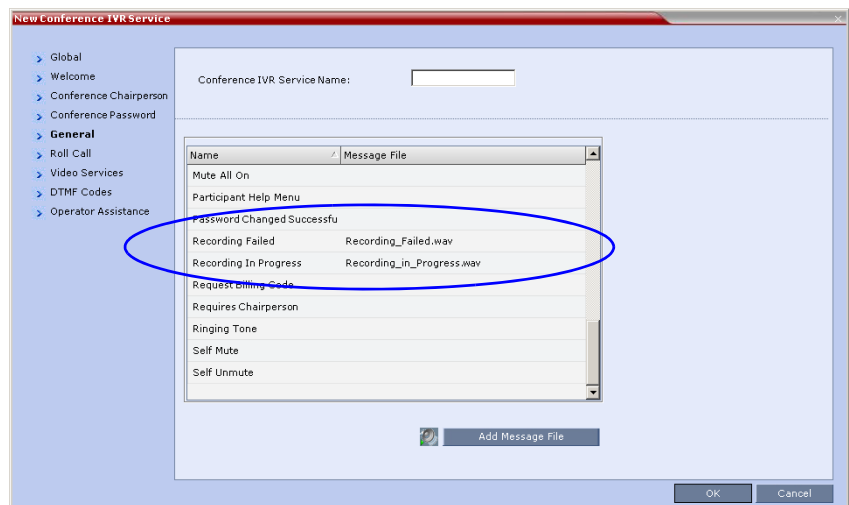 New Conference IVR Service
Global
Welcome
Conference Chairperson
Conference Password
General
Roll Call
Video Services
DTMF Codes
Operator Assistance
Conference IVR Service Name:
Name Message File
Mute All On
Participant Help Menu
Password Changed Successfu
Recording Failed Recording_Failed.wav
Recording In Progress Recording_in_Progress.wav
Request Billing Code
Requires Chairperson
Ringing Tone
Self Mute
Self Unmute
Add Message File
OK Cancel